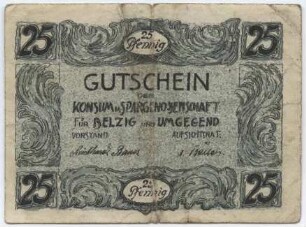 25 25 Pfennig 25
GUTSCHEIN
DER
KONSUM U. SPARGENOßENSCHAFT
FÜR BELZIG UND UMGEGEND
VORSTAND AUFSICHTSRAT.
25 25 Pfennig 25